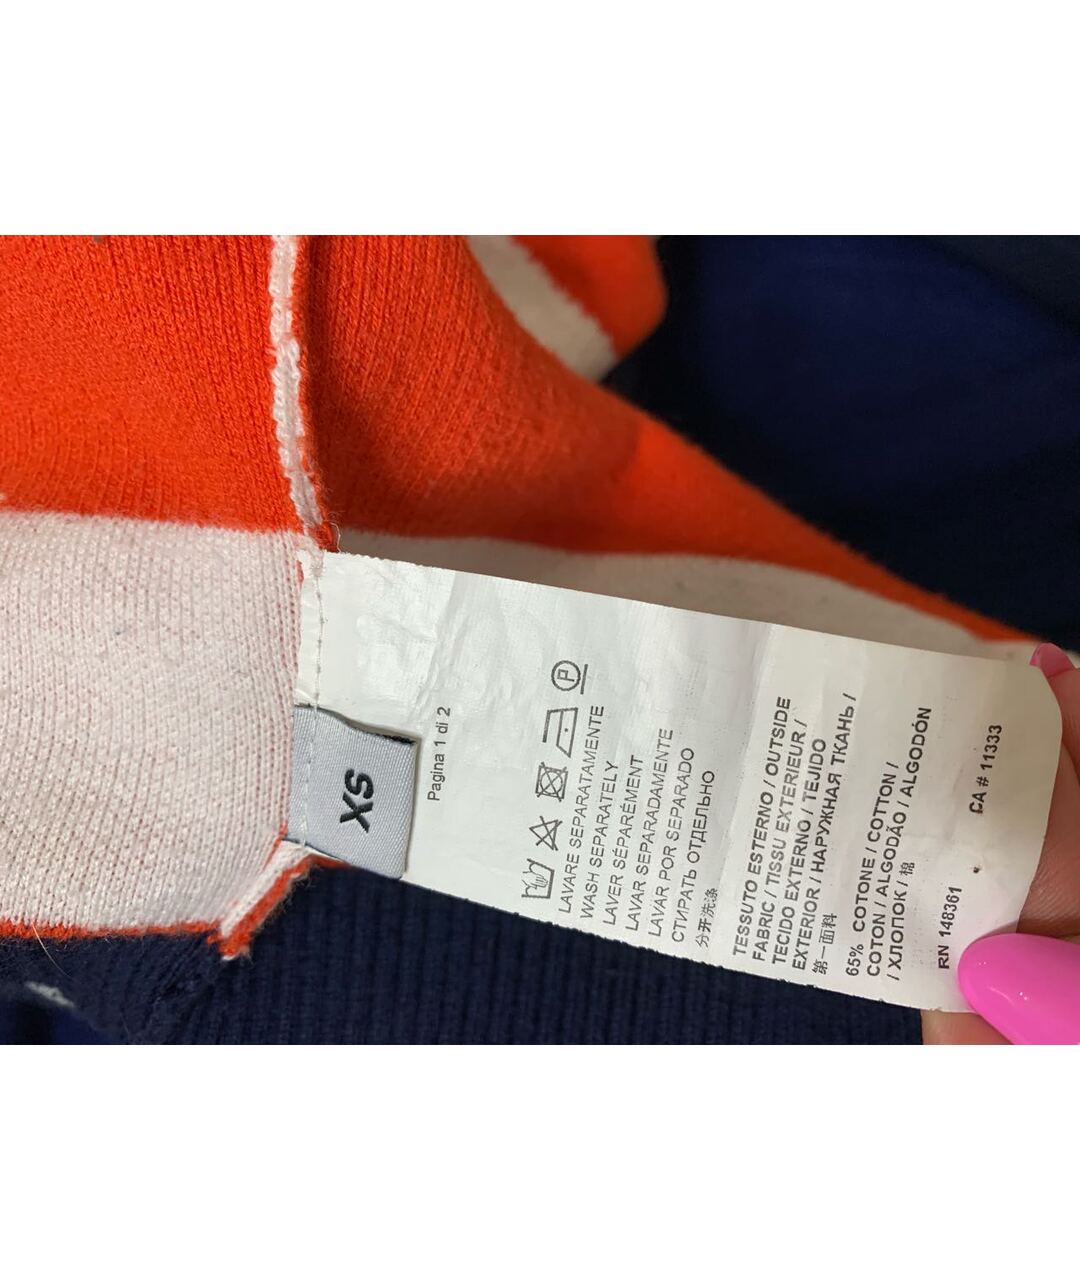 XS
Pagina 1 di 2
P
LAVARE SEPARATAMENTE
WASH SEPARATELY
LAVER SÉPARÉMENT
LAVAR SEPARADAMENTE
LAVAR POR SEPARADO
СТИРАТЬ ОТДЕЛЬНО
分开洗涤
TESSUTO ESTERNO / OUTSIDE
FABRIC / TISSU EXTERIEUR /
TECIDO EXTERNO / TEJIDO
EXTERIOR / НАРУЖНАЯ ТКАНЬ /
第一面料
65% COTONE / COTTON /
COTON / ALGODÃO / ALGODÓN
/ ХЛОПОК / 棉
RN 148361
CA # 11333